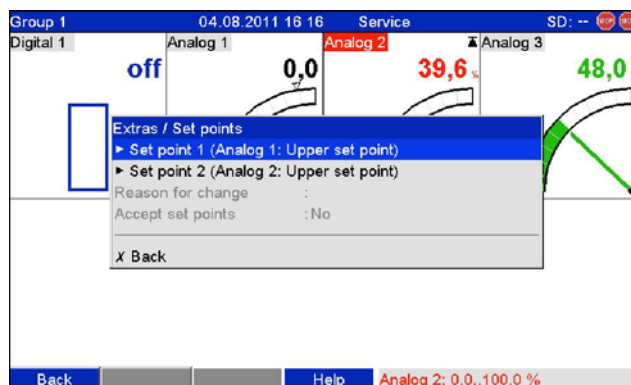 Group 1 04.08.2011 16 16 Service SD: -- STOP
Digital 1 Analog 1 Analog 2 Analog 3
off 0,0 39,6 % 48,0
Extras / Set points
► Set point 1 (Analog 1: Upper set point)
► Set point 2 (Analog 2: Upper set point)
Reason for change :
Accept set points : No
X Back
Back Help Analog 2: 0.0..100.0 %